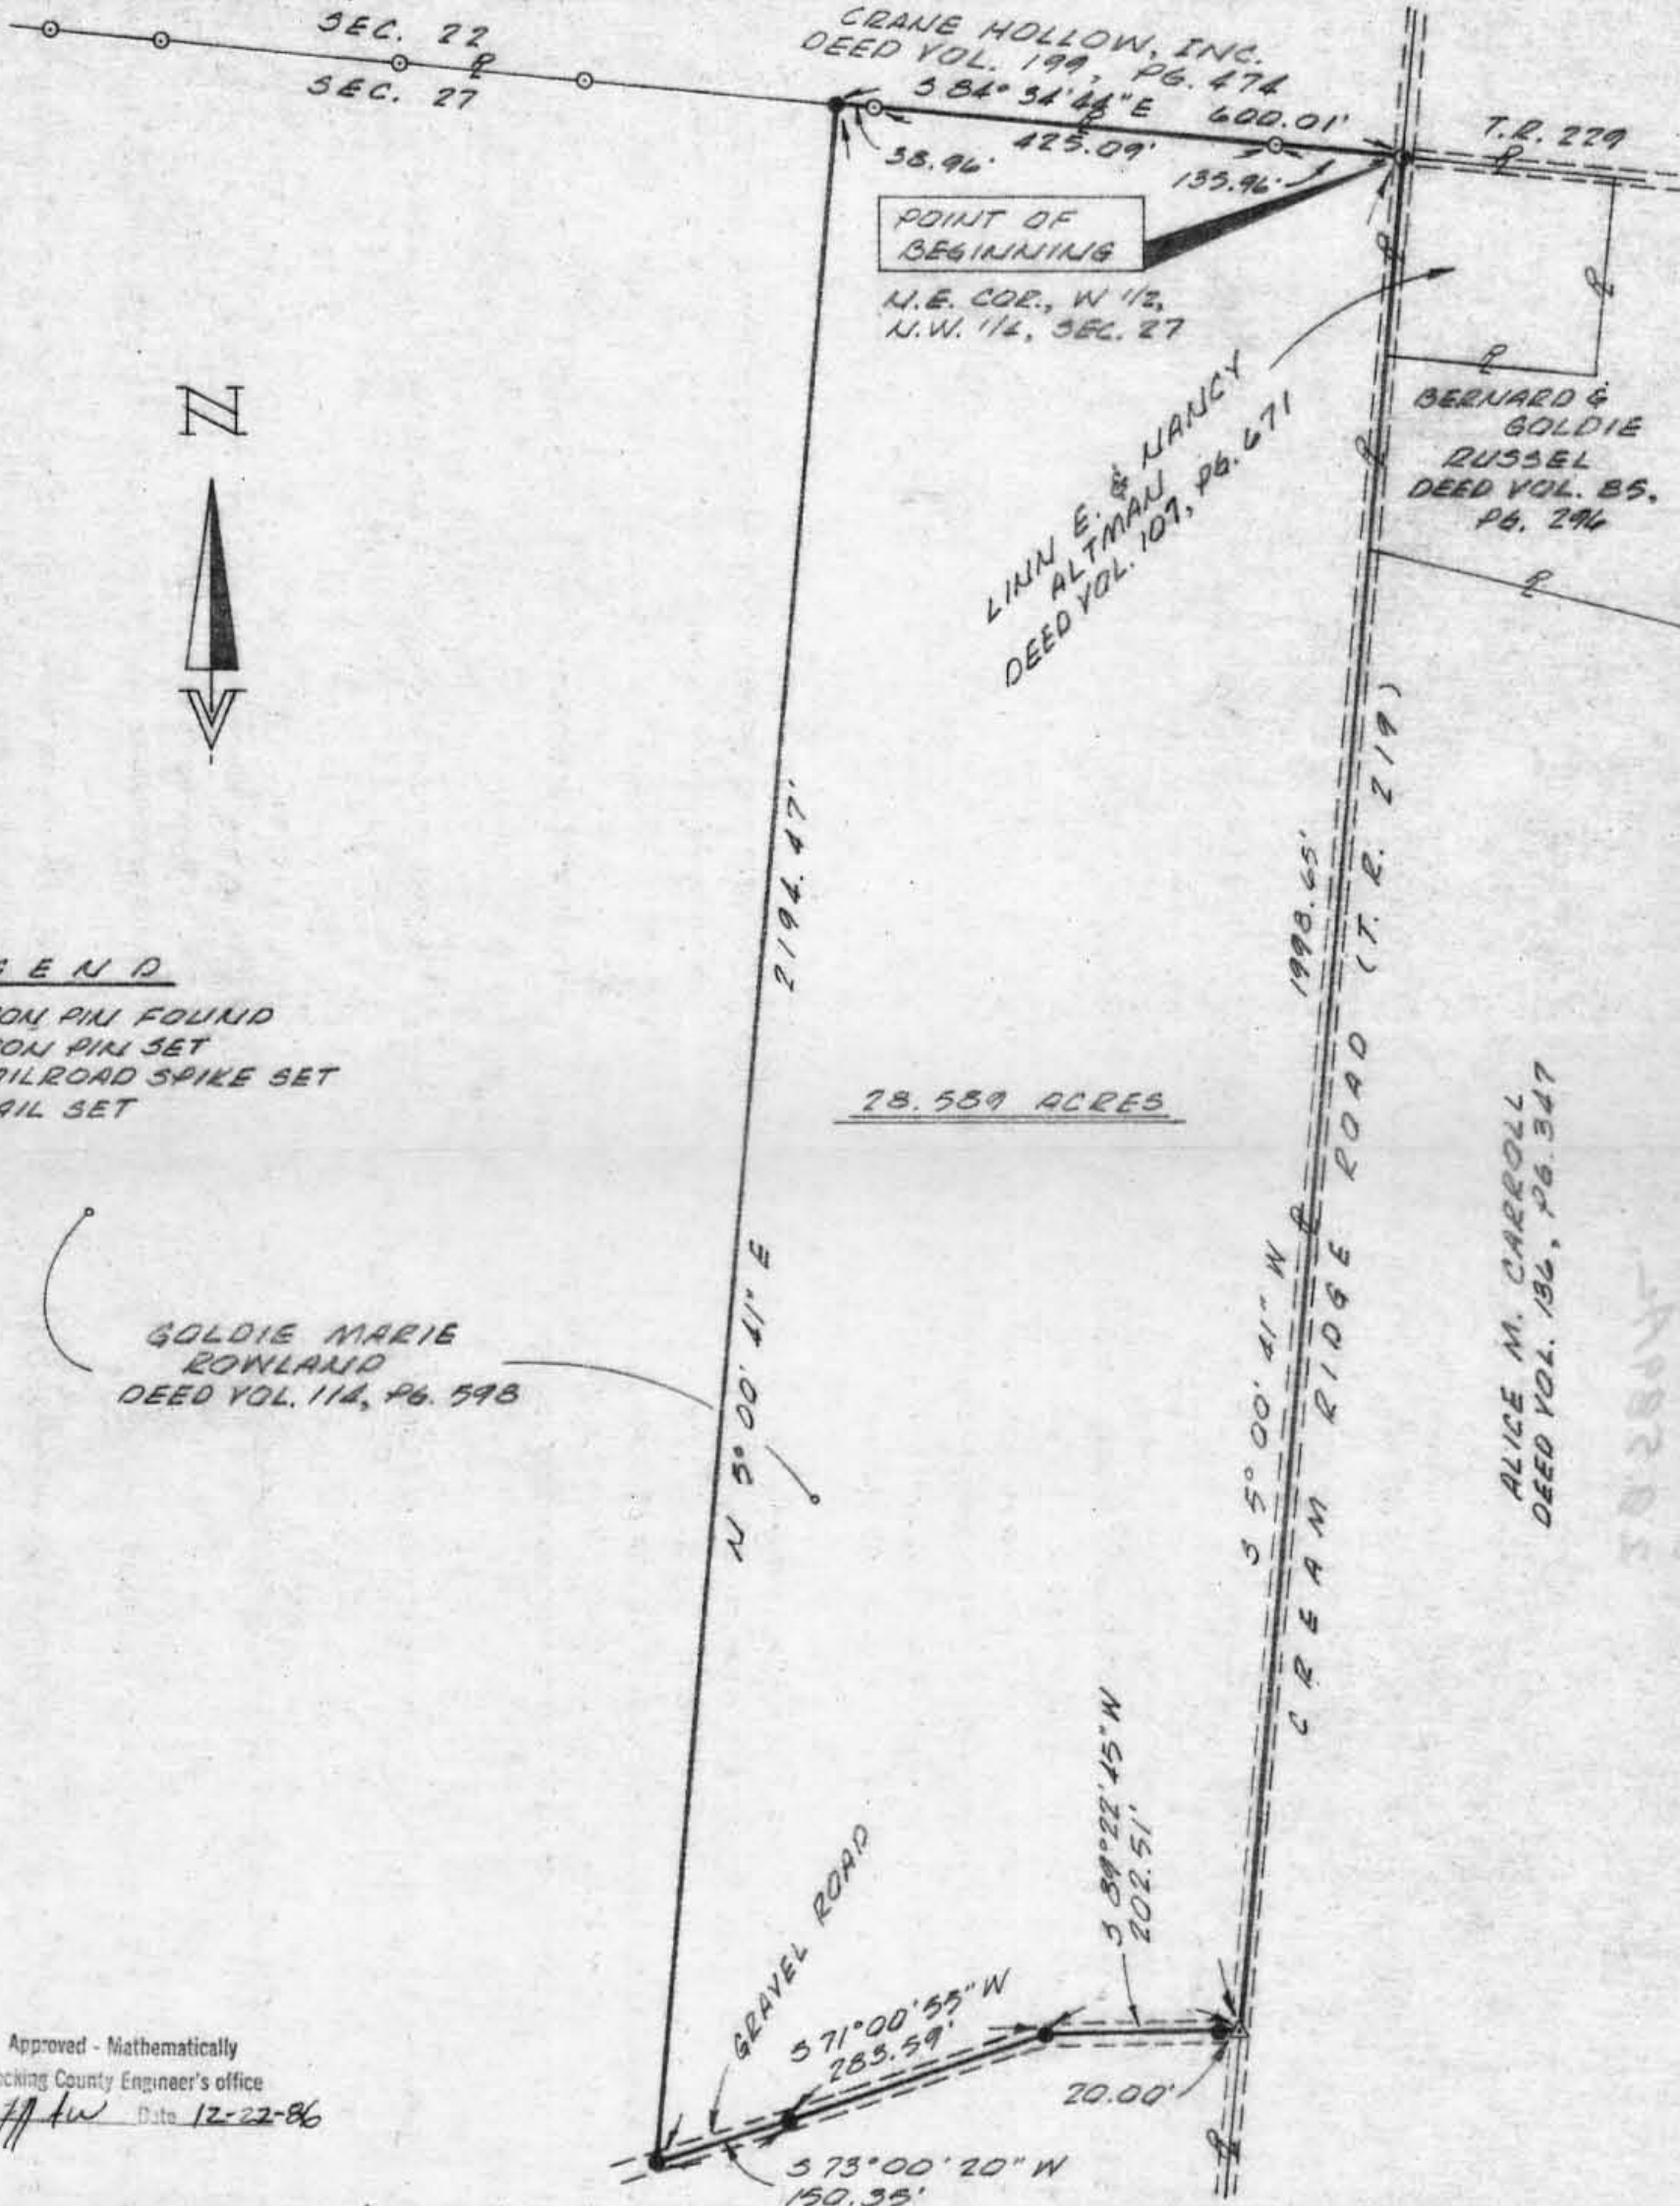 SEC. 22
SEC. 27
CRANE HOLLOW, INC.
DEED VOL. 199, PG. 474
S 84° 34' 44" E 600.01'
38.96'
425.09'
135.96'
T.R. 229
POINT OF
BEGINNING
N.E. COR., W 1/2,
N.W. 1/4, SEC. 27
N
LINN E. & NANCY
ALTMAN
DEED VOL. 107, PG. 671
BERNARD &
GOLDIE
RUSSEL
DEED VOL. 85,
PG. 296
2194.47'
N 5° 00' 41" E
1998.65'
S 5° 00' 41" W
CREAM RIDGE ROAD (T.R. 219)
GEND
ON PIN FOUND
ON PIN SET
AILROAD SPIKE SET
AIL SET
28.589 ACRES
ALICE M. CARROLL
DEED VOL. 136, PG. 347
GOLDIE MARIE
ROWLAND
DEED VOL. 114, PG. 598
GRAVEL ROAD
S 89° 22' 45" W
202.51'
S 71° 00' 55" W
283.59'
20.00'
S 73° 00' 20" W
150.35'
Approved - Mathematically
ocking County Engineer's office
Date 12-22-86